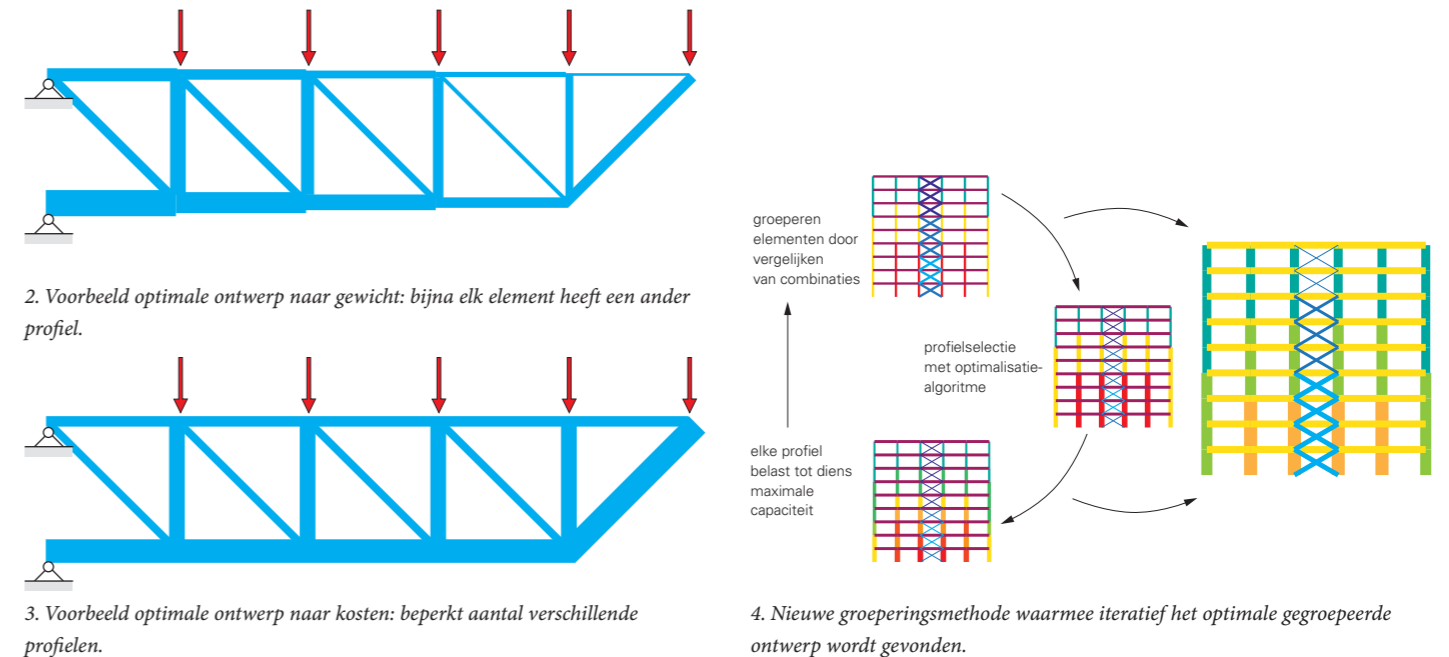 2. Voorbeeld optimale ontwerp naar gewicht: bijna elk element heeft een ander
profiel.
3. Voorbeeld optimale ontwerp naar kosten: beperkt aantal verschillende
profielen.
groeperen
elementen door
vergelijken
van combinaties
profielselectie
met optimalisatie-
algoritme
elke profiel
belast tot diens
maximale
capaciteit
4. Nieuwe groeperingsmethode waarmee iteratief het optimale gegroepeerde
ontwerp wordt gevonden.